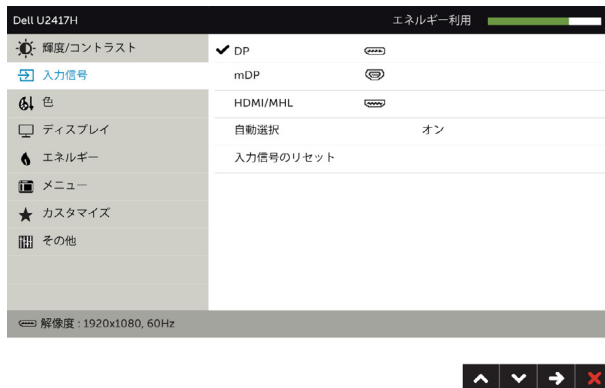 Dell U2417H エネルギー利用
輝度/コントラスト
入力信号
色
ディスプレイ
エネルギー
メニュー
カスタマイズ
その他
DP
mDP
HDMI/MHL
自動選択 オン
入力信号のリセット
解像度 : 1920x1080, 60Hz